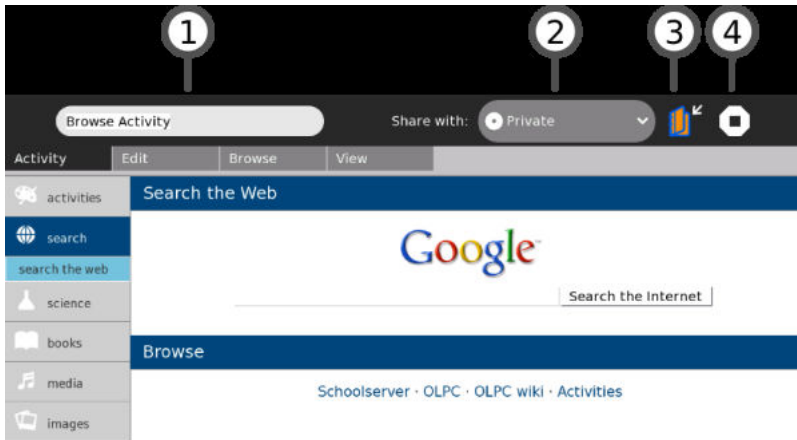 1 2 3 4
Browse Activity Share with: Private
Activity Edit Browse View
activities Search the Web
search
Google
search the web
Search the Internet
science
books
Browse
media
Schoolserver · OLPC · OLPC wiki · Activities
images